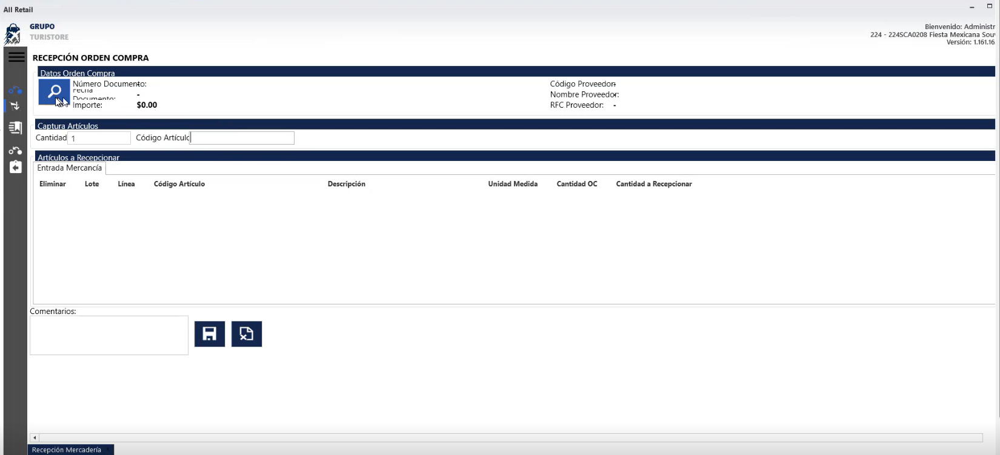 All Retail
GRUPO
TURISTORE
Bienvenido: Administr
224 - 224SCA0208 Fiesta Mexicana Sou
Versión: 1.161.16
RECEPCIÓN ORDEN COMPRA
Datos Orden Compra
Número Documento: -
Fecha
Documento: -
Importe: $0.00
Código Proveedor: -
Nombre Proveedor: -
RFC Proveedor: -
Captura Artículos
Cantidad 1 Código Artículo
Artículos a Recepcionar
Entrada Mercancía
Eliminar Lote Línea Código Artículo Descripción Unidad Medida Cantidad OC Cantidad a Recepcionar
Comentarios:
Recepción Mercadería